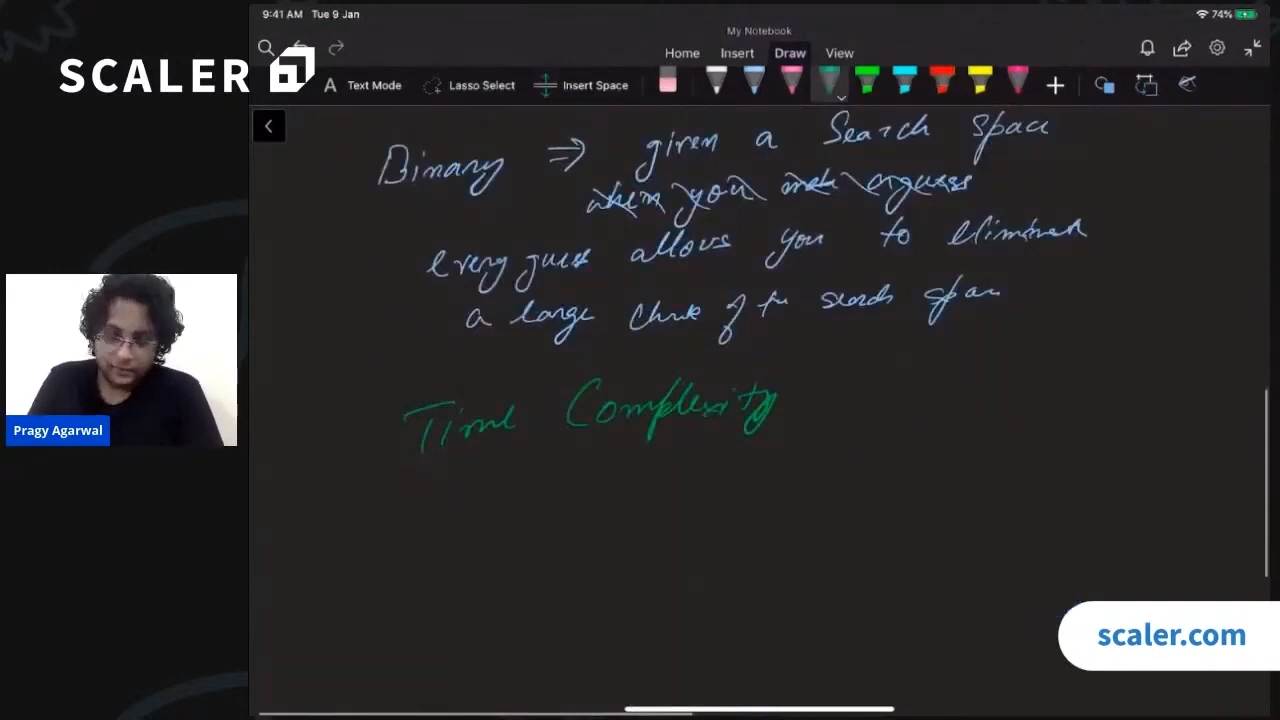 9:41 AM Tue 9 Jan
74%
My Notebook
Home Insert Draw View
SCALER
Text Mode Lasso Select Insert Space
Binary ⇒ given a Search space
when you make
every guess allows you to eliminate
a large chunk of the search space
Time Complexity
Pragy Agarwal
scaler.com